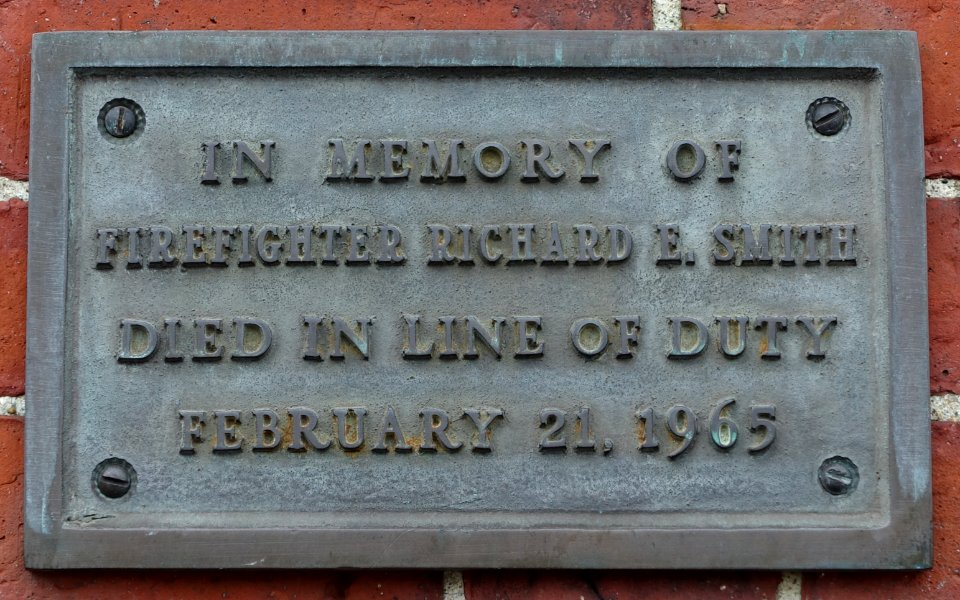 IN MEMORY OF
FIREFIGHTER RICHARD E. SMITH
DIED IN LINE OF DUTY
FEBRUARY 21, 1965